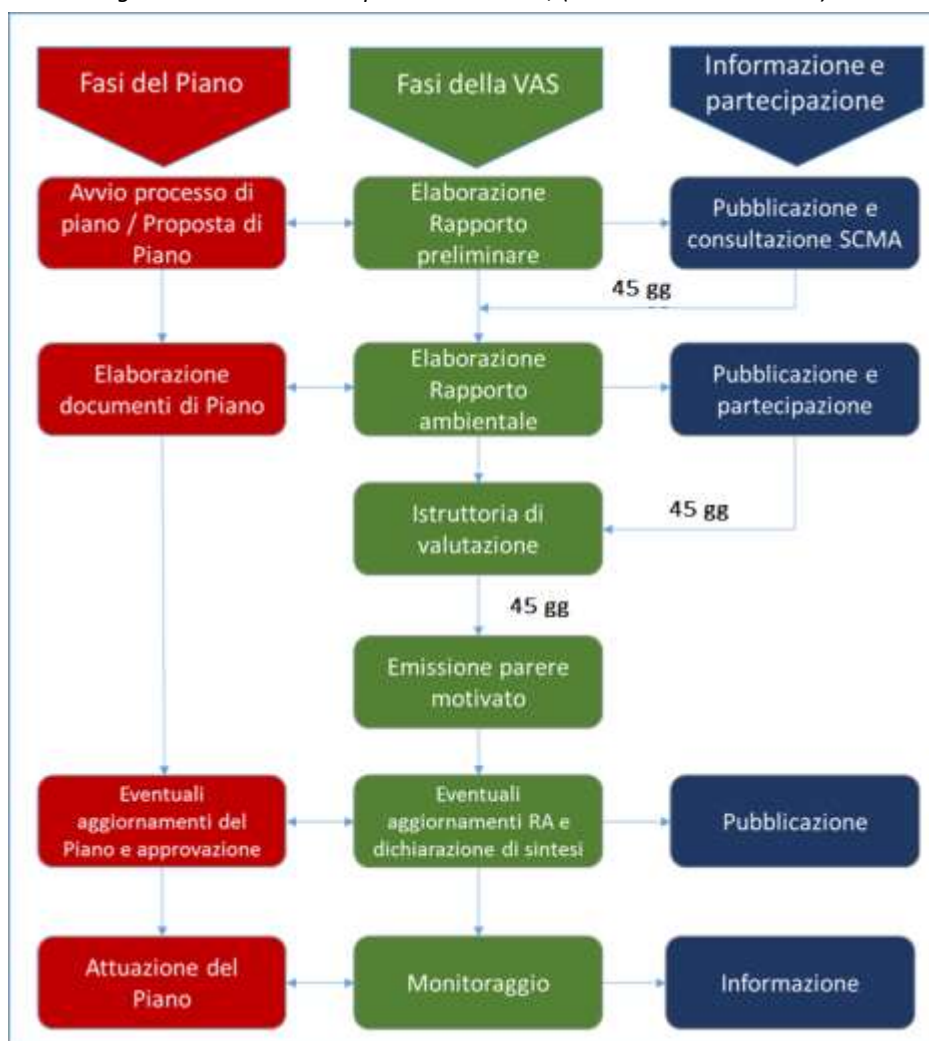 Fasi del Piano
Fasi della VAS
Informazione e
partecipazione
Avvio processo di
piano / Proposta di
Piano
Elaborazione
Rapporto
preliminare
Pubblicazione e
consultazione SCMA
45 gg
Elaborazione
documenti di Piano
Elaborazione
Rapporto
ambientale
Pubblicazione e
partecipazione
45 gg
Istruttoria di
valutazione
45 gg
Emissione parere
motivato
Eventuali
aggiornamenti del
Piano e approvazione
Eventuali
aggiornamenti RA e
dichiarazione di sintesi
Pubblicazione
Attuazione del
Piano
Monitoraggio
Informazione